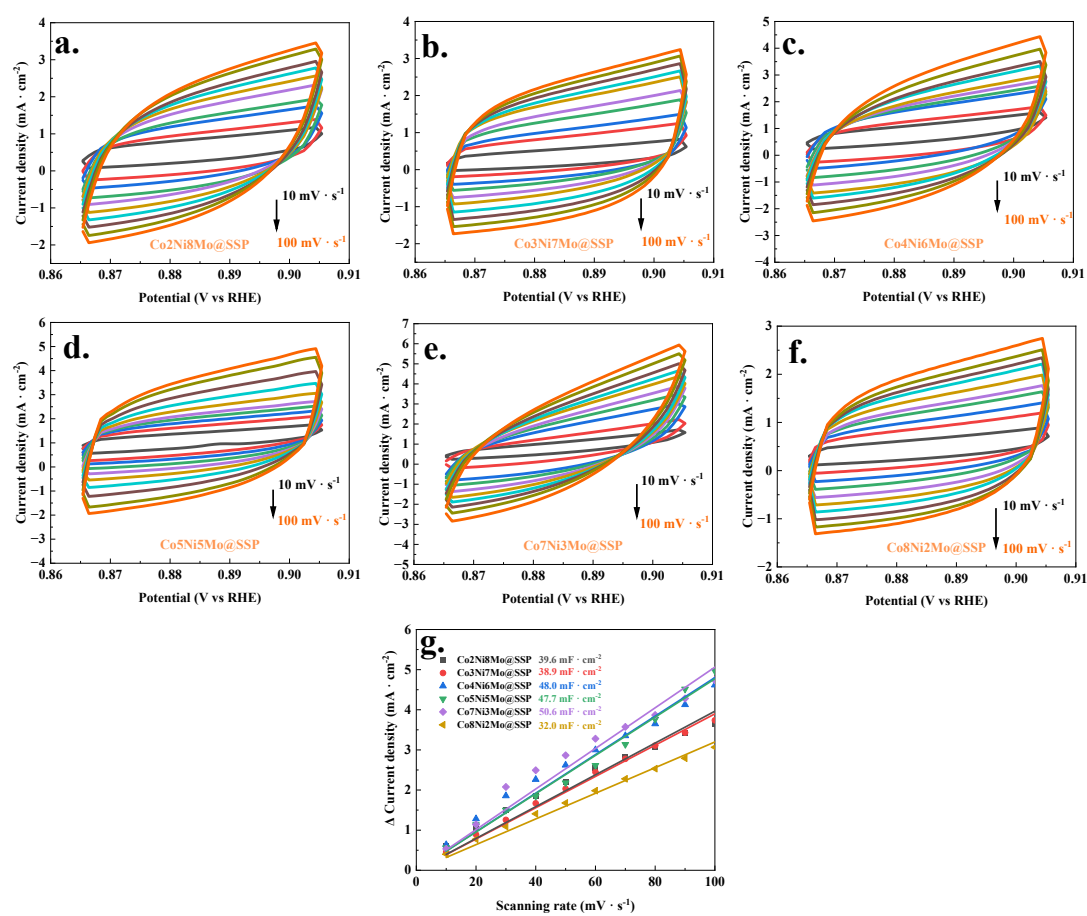 a.
4
3
2
1
0
−1
−2
Current density (mA · cm⁻²)
10 mV · s⁻¹
100 mV · s⁻¹
Co2Ni8Mo@SSP
0.86 0.87 0.88 0.89 0.90 0.91
Potential (V vs RHE)
b.
4
3
2
1
0
−1
−2
Current density (mA · cm⁻²)
10 mV · s⁻¹
100 mV · s⁻¹
Co3Ni7Mo@SSP
0.86 0.87 0.88 0.89 0.90 0.91
Potential (V vs RHE)
c.
5
4
3
2
1
0
−1
−2
−3
−4
Current density (mA · cm⁻²)
10 mV · s⁻¹
100 mV · s⁻¹
Co4Ni6Mo@SSP
0.86 0.87 0.88 0.89 0.90 0.91
Potential (V vs RHE)
d.
6
5
4
3
2
1
0
−1
−2
−3
−4
Current density (mA · cm⁻²)
10 mV · s⁻¹
100 mV · s⁻¹
Co5Ni5Mo@SSP
0.86 0.87 0.88 0.89 0.90 0.91
Potential (V vs RHE)
e.
7
6
5
4
3
2
1
0
−1
−2
−3
−4
−5
Current density (mA · cm⁻²)
10 mV · s⁻¹
100 mV · s⁻¹
Co7Ni3Mo@SSP
0.86 0.87 0.88 0.89 0.90 0.91
Potential (V vs RHE)
f.
3
2
1
0
−1
−2
Current density (mA · cm⁻²)
10 mV · s⁻¹
100 mV · s⁻¹
Co8Ni2Mo@SSP
0.86 0.87 0.88 0.89 0.90 0.91
Potential (V vs RHE)
g.
6
5
4
3
2
1
0
Δ Current density (mA · cm⁻²)
Co2Ni8Mo@SSP 39.6 mF · cm⁻²
Co3Ni7Mo@SSP 38.9 mF · cm⁻²
Co4Ni6Mo@SSP 48.0 mF · cm⁻²
Co5Ni5Mo@SSP 47.7 mF · cm⁻²
Co7Ni3Mo@SSP 50.6 mF · cm⁻²
Co8Ni2Mo@SSP 32.0 mF · cm⁻²
0 20 40 60 80 100
Scanning rate (mV · s⁻¹)